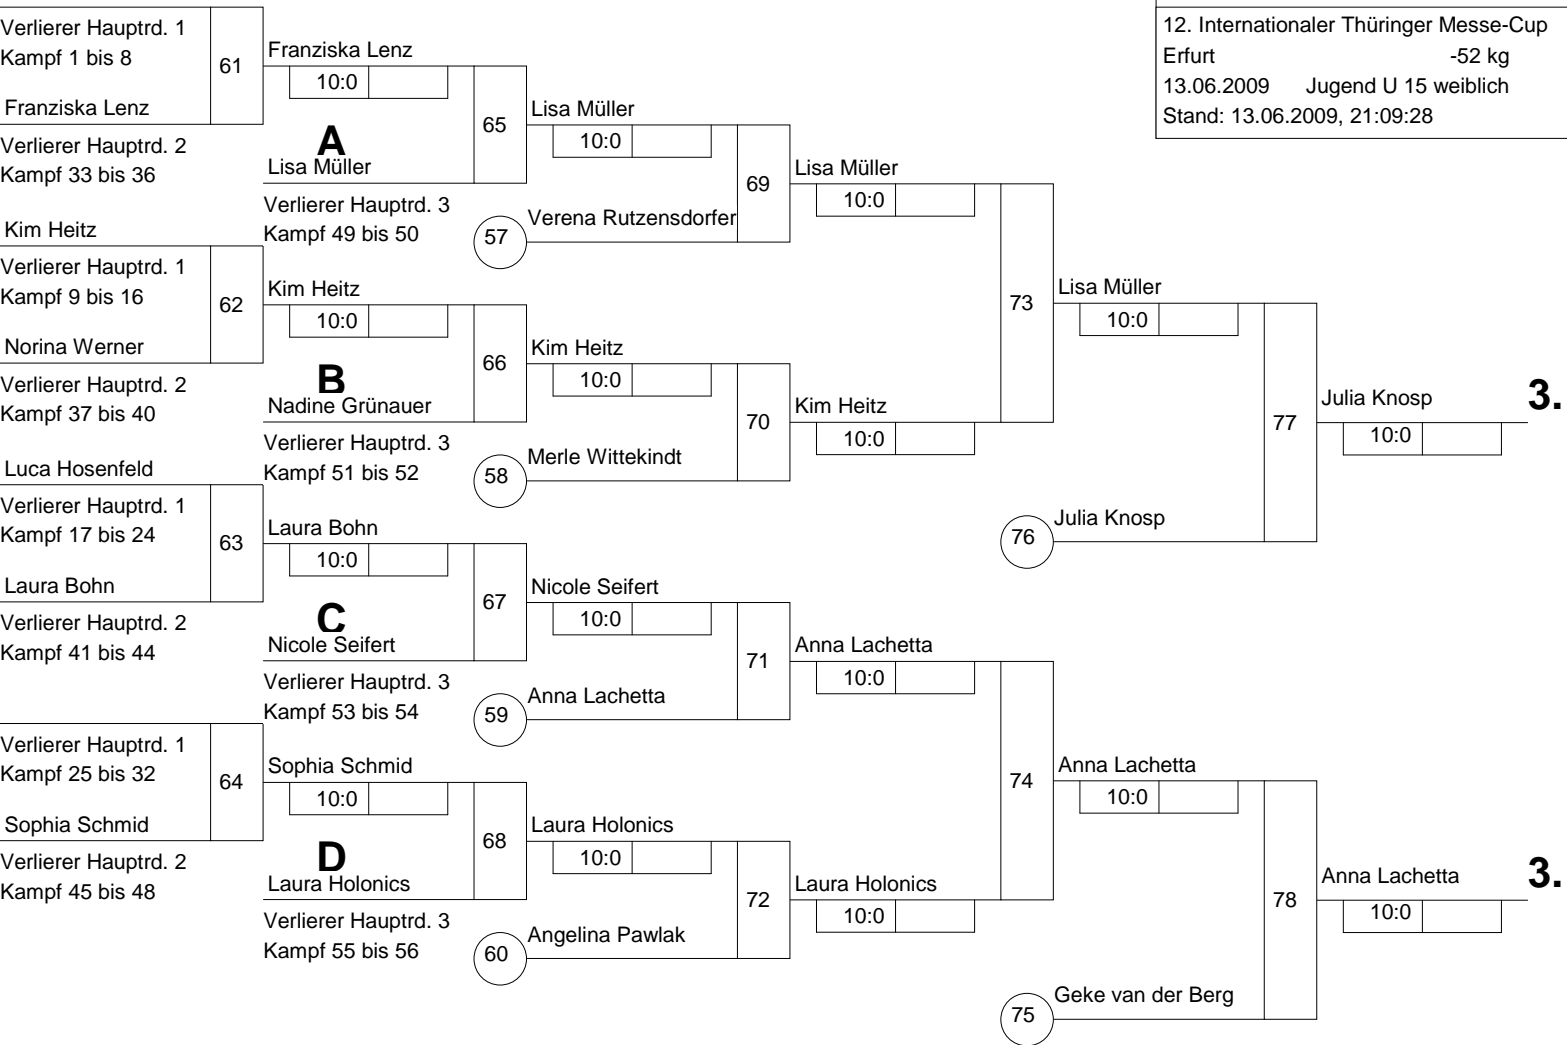 12. Internationaler Thüringer Messe-Cup
Erfurt -52 kg
13.06.2009 Jugend U 15 weiblich
Stand: 13.06.2009, 21:09:28
Verlierer Hauptrd. 1
Kampf 1 bis 8
61
Franziska Lenz
Verlierer Hauptrd. 2
Kampf 33 bis 36
Kim Heitz
Verlierer Hauptrd. 1
Kampf 9 bis 16
62
Norina Werner
Verlierer Hauptrd. 2
Kampf 37 bis 40
Luca Hosenfeld
Verlierer Hauptrd. 1
Kampf 17 bis 24
63
Laura Bohn
Verlierer Hauptrd. 2
Kampf 41 bis 44
Verlierer Hauptrd. 1
Kampf 25 bis 32
64
Sophia Schmid
Verlierer Hauptrd. 2
Kampf 45 bis 48
Franziska Lenz
10:0
A
65
Lisa Müller
Verlierer Hauptrd. 3
Kampf 49 bis 50
Kim Heitz
10:0
B
66
Nadine Grünauer
Verlierer Hauptrd. 3
Kampf 51 bis 52
Laura Bohn
10:0
C
67
Nicole Seifert
Verlierer Hauptrd. 3
Kampf 53 bis 54
Sophia Schmid
10:0
D
68
Laura Holonics
Verlierer Hauptrd. 3
Kampf 55 bis 56
Lisa Müller
10:0
69
57
Verena Rutzensdorfer
Kim Heitz
10:0
70
58
Merle Wittekindt
Nicole Seifert
10:0
71
59
Anna Lachetta
Laura Holonics
10:0
72
60
Angelina Pawlak
Lisa Müller
10:0
73
Kim Heitz
10:0
Anna Lachetta
10:0
74
Laura Holonics
10:0
Lisa Müller
10:0
77
76
Julia Knosp
Anna Lachetta
10:0
78
75
Geke van der Berg
Julia Knosp
3.
10:0
Anna Lachetta
3.
10:0